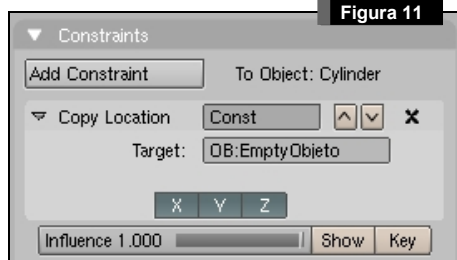 Figura 11
Constraints
Add Constraint To Object: Cylinder
Copy Location Const
Target: OB:EmptyObjeto
X Y Z
Influence 1.000 Show Key